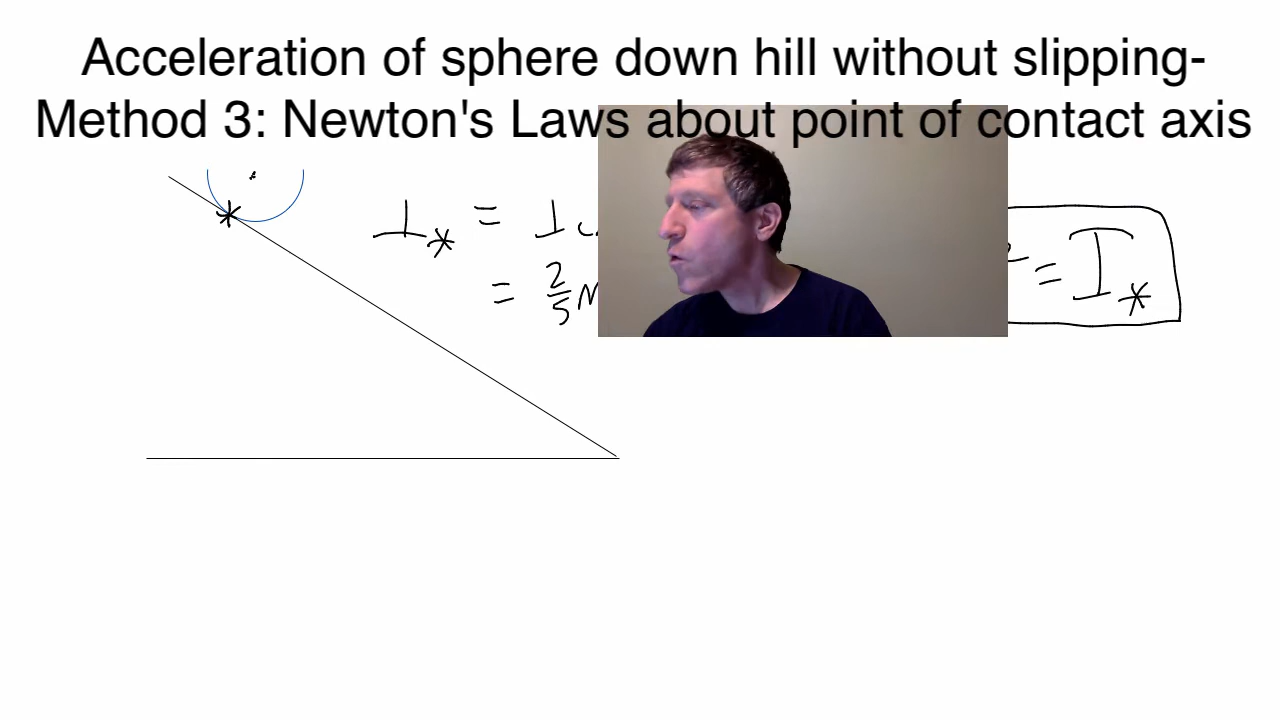 Acceleration of sphere down hill without slipping-
Method 3: Newton's Laws about point of contact axis
I* = I
= I*
= 2/5 M